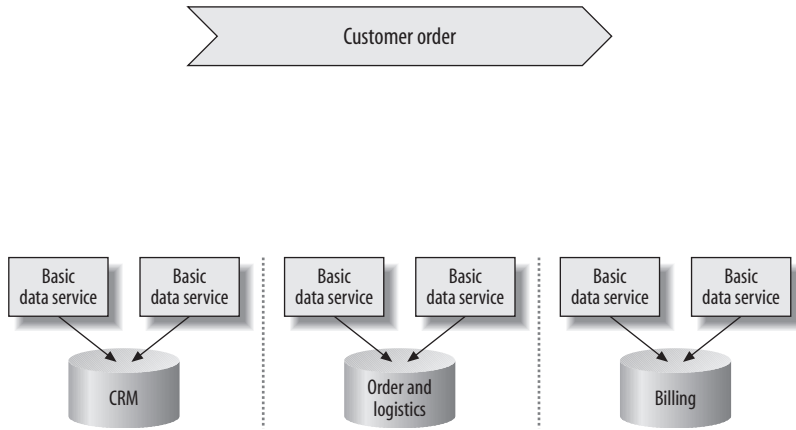 Customer order
Basic
data service
Basic
data service
Basic
data service
Basic
data service
Basic
data service
Basic
data service
CRM
Order and
logistics
Billing